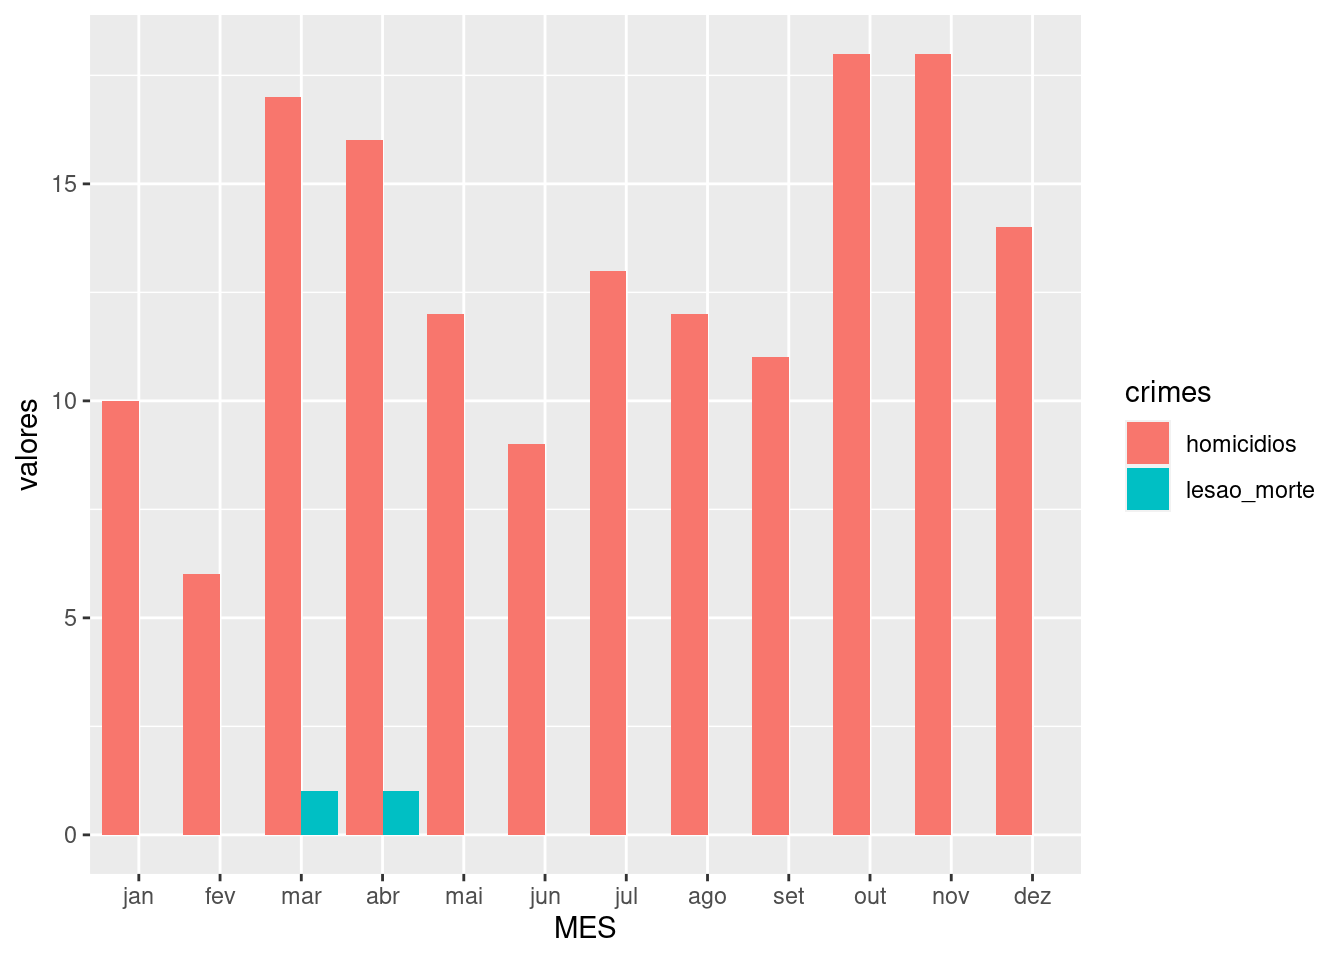 valores
15
10
5
0
jan fev mar abr mai jun jul ago set out nov dez
MES
crimes
homicidios
lesao_morte